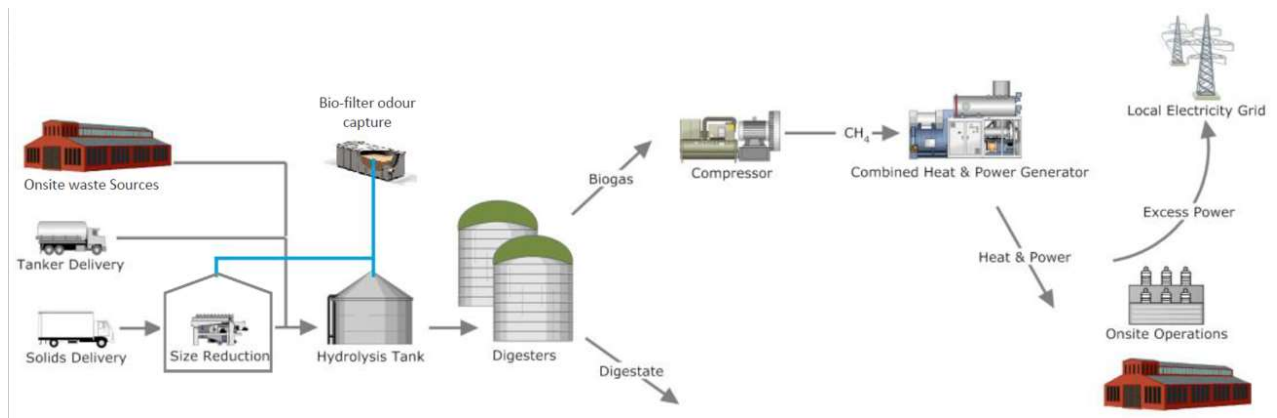 Bio-filter odour
capture
Onsite waste Sources
Tanker Delivery
Solids Delivery
Size Reduction
Hydrolysis Tank
Digesters
Biogas
Digestate
Compressor
CH₄
Combined Heat & Power Generator
Heat & Power
Local Electricity Grid
Excess Power
Onsite Operations